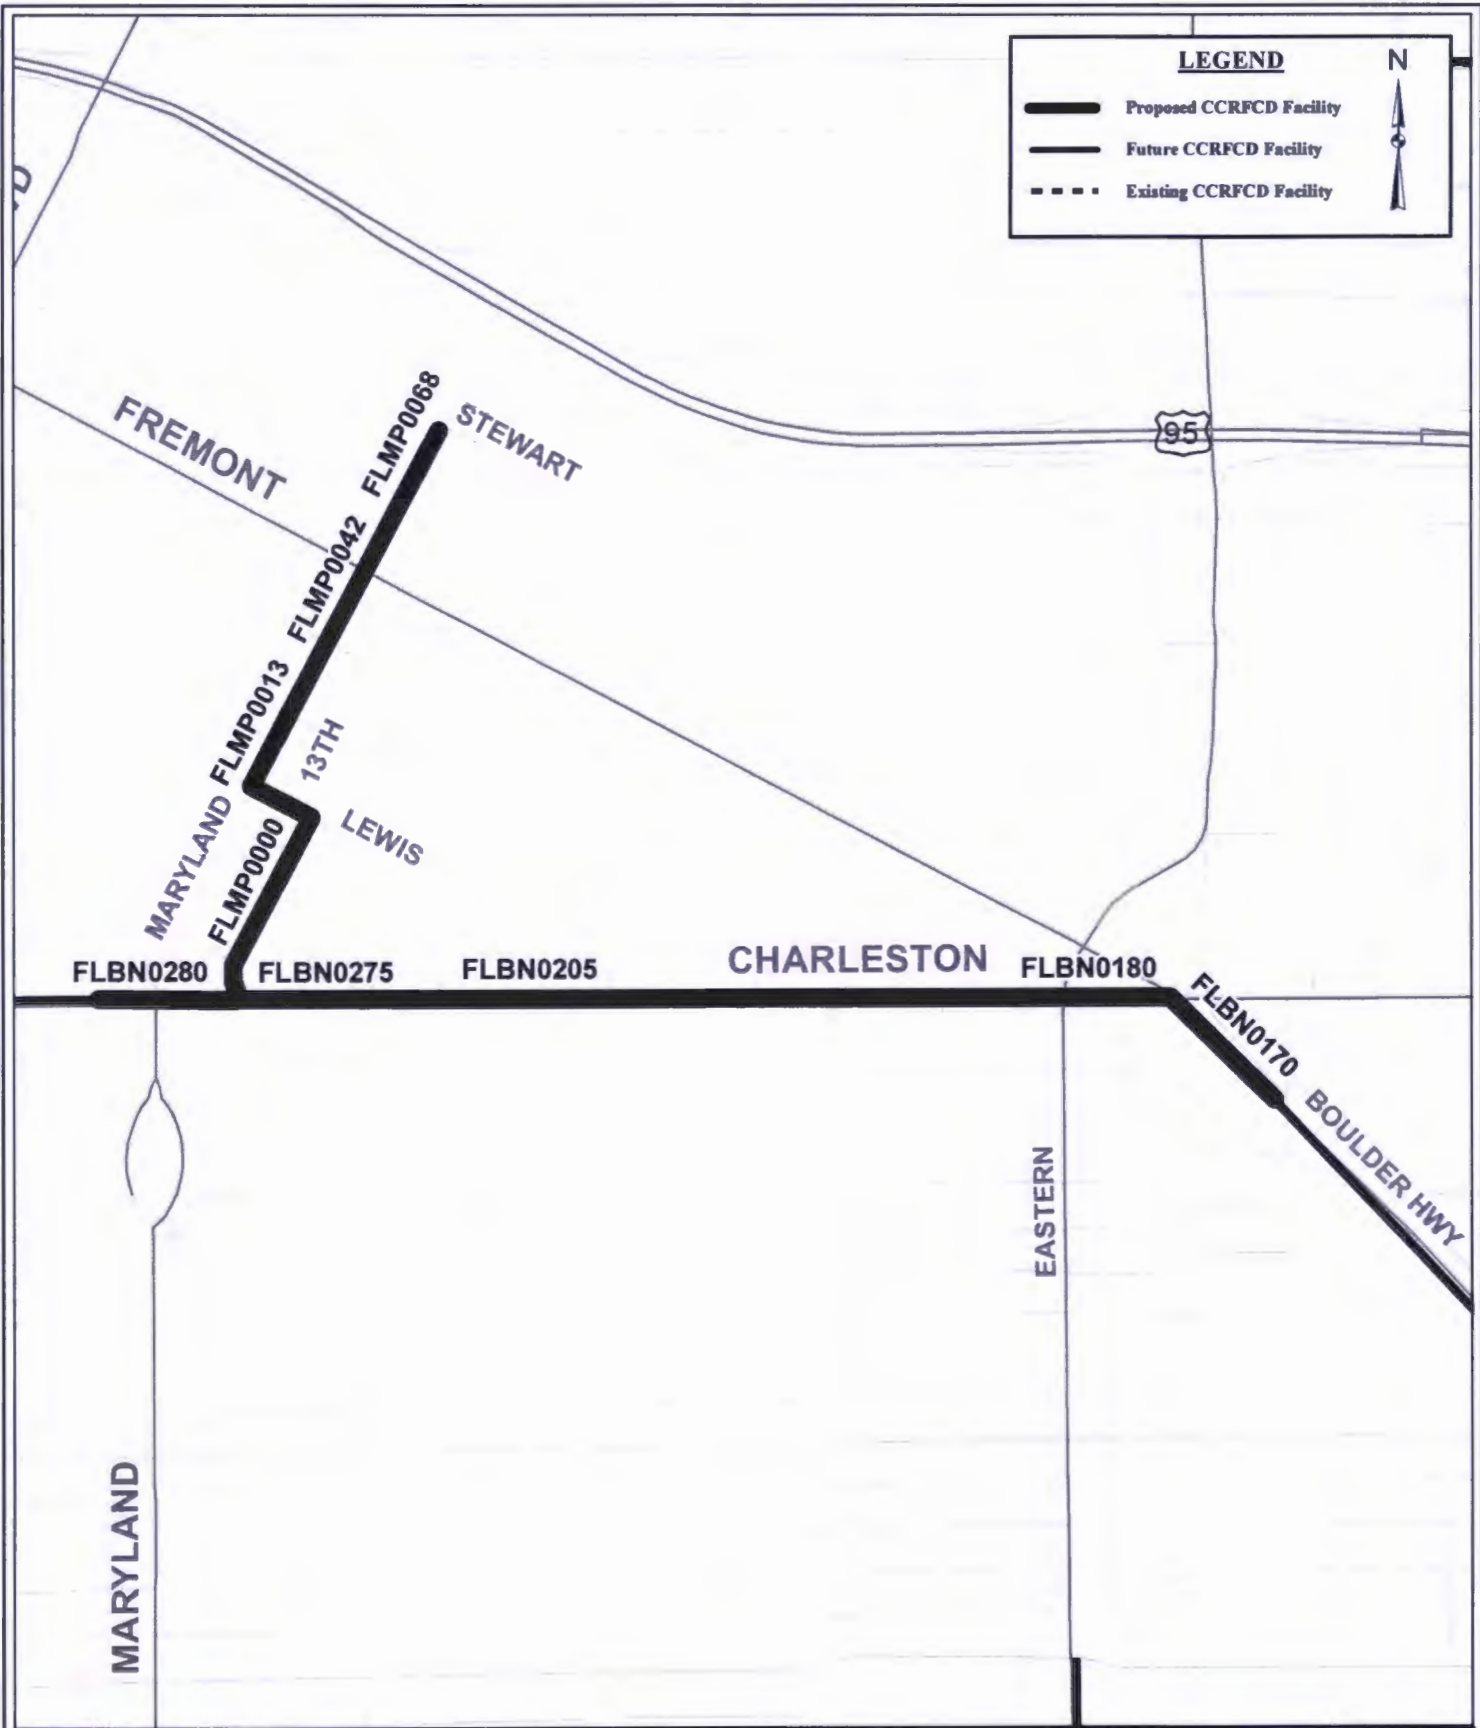 LEGEND
N
Proposed CCRFCD Facility
Future CCRFCD Facility
Existing CCRFCD Facility
FREMONT
FLMP0068
STEWART
95
FLMP0042
FLMP0013
13TH
MARYLAND
LEWIS
FLMP0000
FLBN0280
FLBN0275
FLBN0205
CHARLESTON
FLBN0180
FLBN0170
BOULDER HWY
EASTERN
MARYLAND